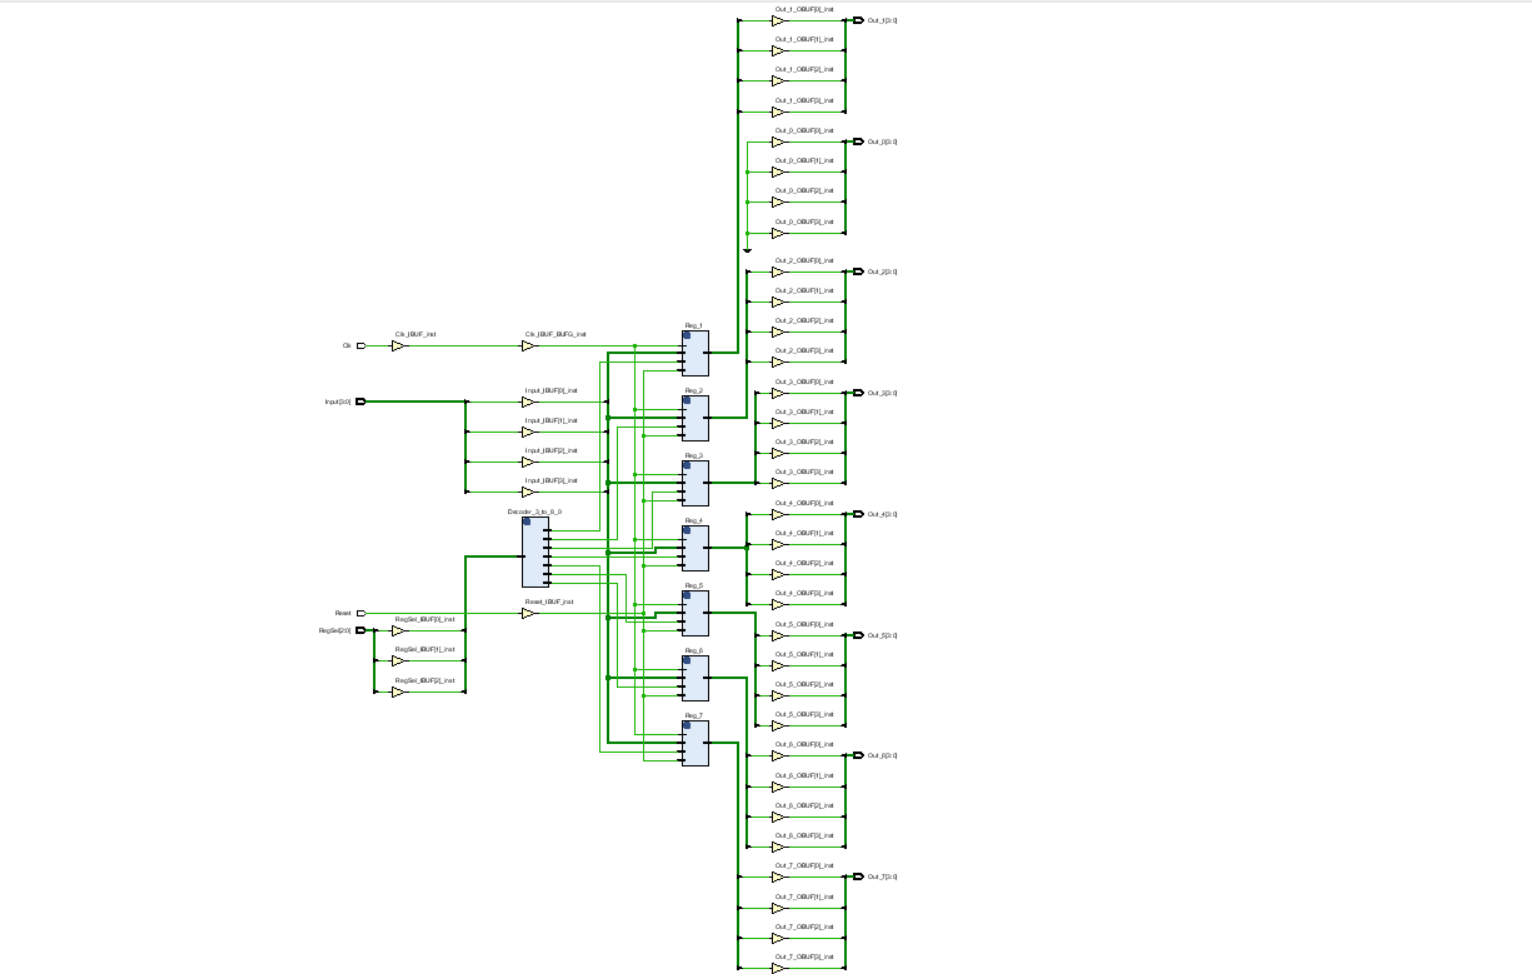 Out_1_OBUF[0]_inst
Out_1[3:0]
Out_1_OBUF[1]_inst
Out_1_OBUF[2]_inst
Out_1_OBUF[3]_inst
Out_0_OBUF[0]_inst
Out_0[3:0]
Out_0_OBUF[1]_inst
Out_0_OBUF[2]_inst
Out_0_OBUF[3]_inst
Out_2_OBUF[0]_inst
Out_2[3:0]
Out_2_OBUF[1]_inst
Out_2_OBUF[2]_inst
Out_2_OBUF[3]_inst
Reg_1
Clk_IBUF_inst
Clk_IBUF_BUFG_inst
Clk
Out_3_OBUF[0]_inst
Out_3[3:0]
Out_3_OBUF[1]_inst
Out_3_OBUF[2]_inst
Out_3_OBUF[3]_inst
Reg_2
Input[3:0]
Input_IBUF[0]_inst
Input_IBUF[1]_inst
Input_IBUF[2]_inst
Input_IBUF[3]_inst
Reg_3
Decoder_3_to_8_0
Reg_4
Out_4_OBUF[0]_inst
Out_4[3:0]
Out_4_OBUF[1]_inst
Out_4_OBUF[2]_inst
Out_4_OBUF[3]_inst
Reg_5
Reset_IBUF_inst
Reset
RegSel[2:0]
RegSel_IBUF[0]_inst
RegSel_IBUF[1]_inst
RegSel_IBUF[2]_inst
Out_5_OBUF[0]_inst
Out_5[3:0]
Out_5_OBUF[1]_inst
Out_5_OBUF[2]_inst
Out_5_OBUF[3]_inst
Reg_6
Reg_7
Out_6_OBUF[0]_inst
Out_6[3:0]
Out_6_OBUF[1]_inst
Out_6_OBUF[2]_inst
Out_6_OBUF[3]_inst
Out_7_OBUF[0]_inst
Out_7[3:0]
Out_7_OBUF[1]_inst
Out_7_OBUF[2]_inst
Out_7_OBUF[3]_inst